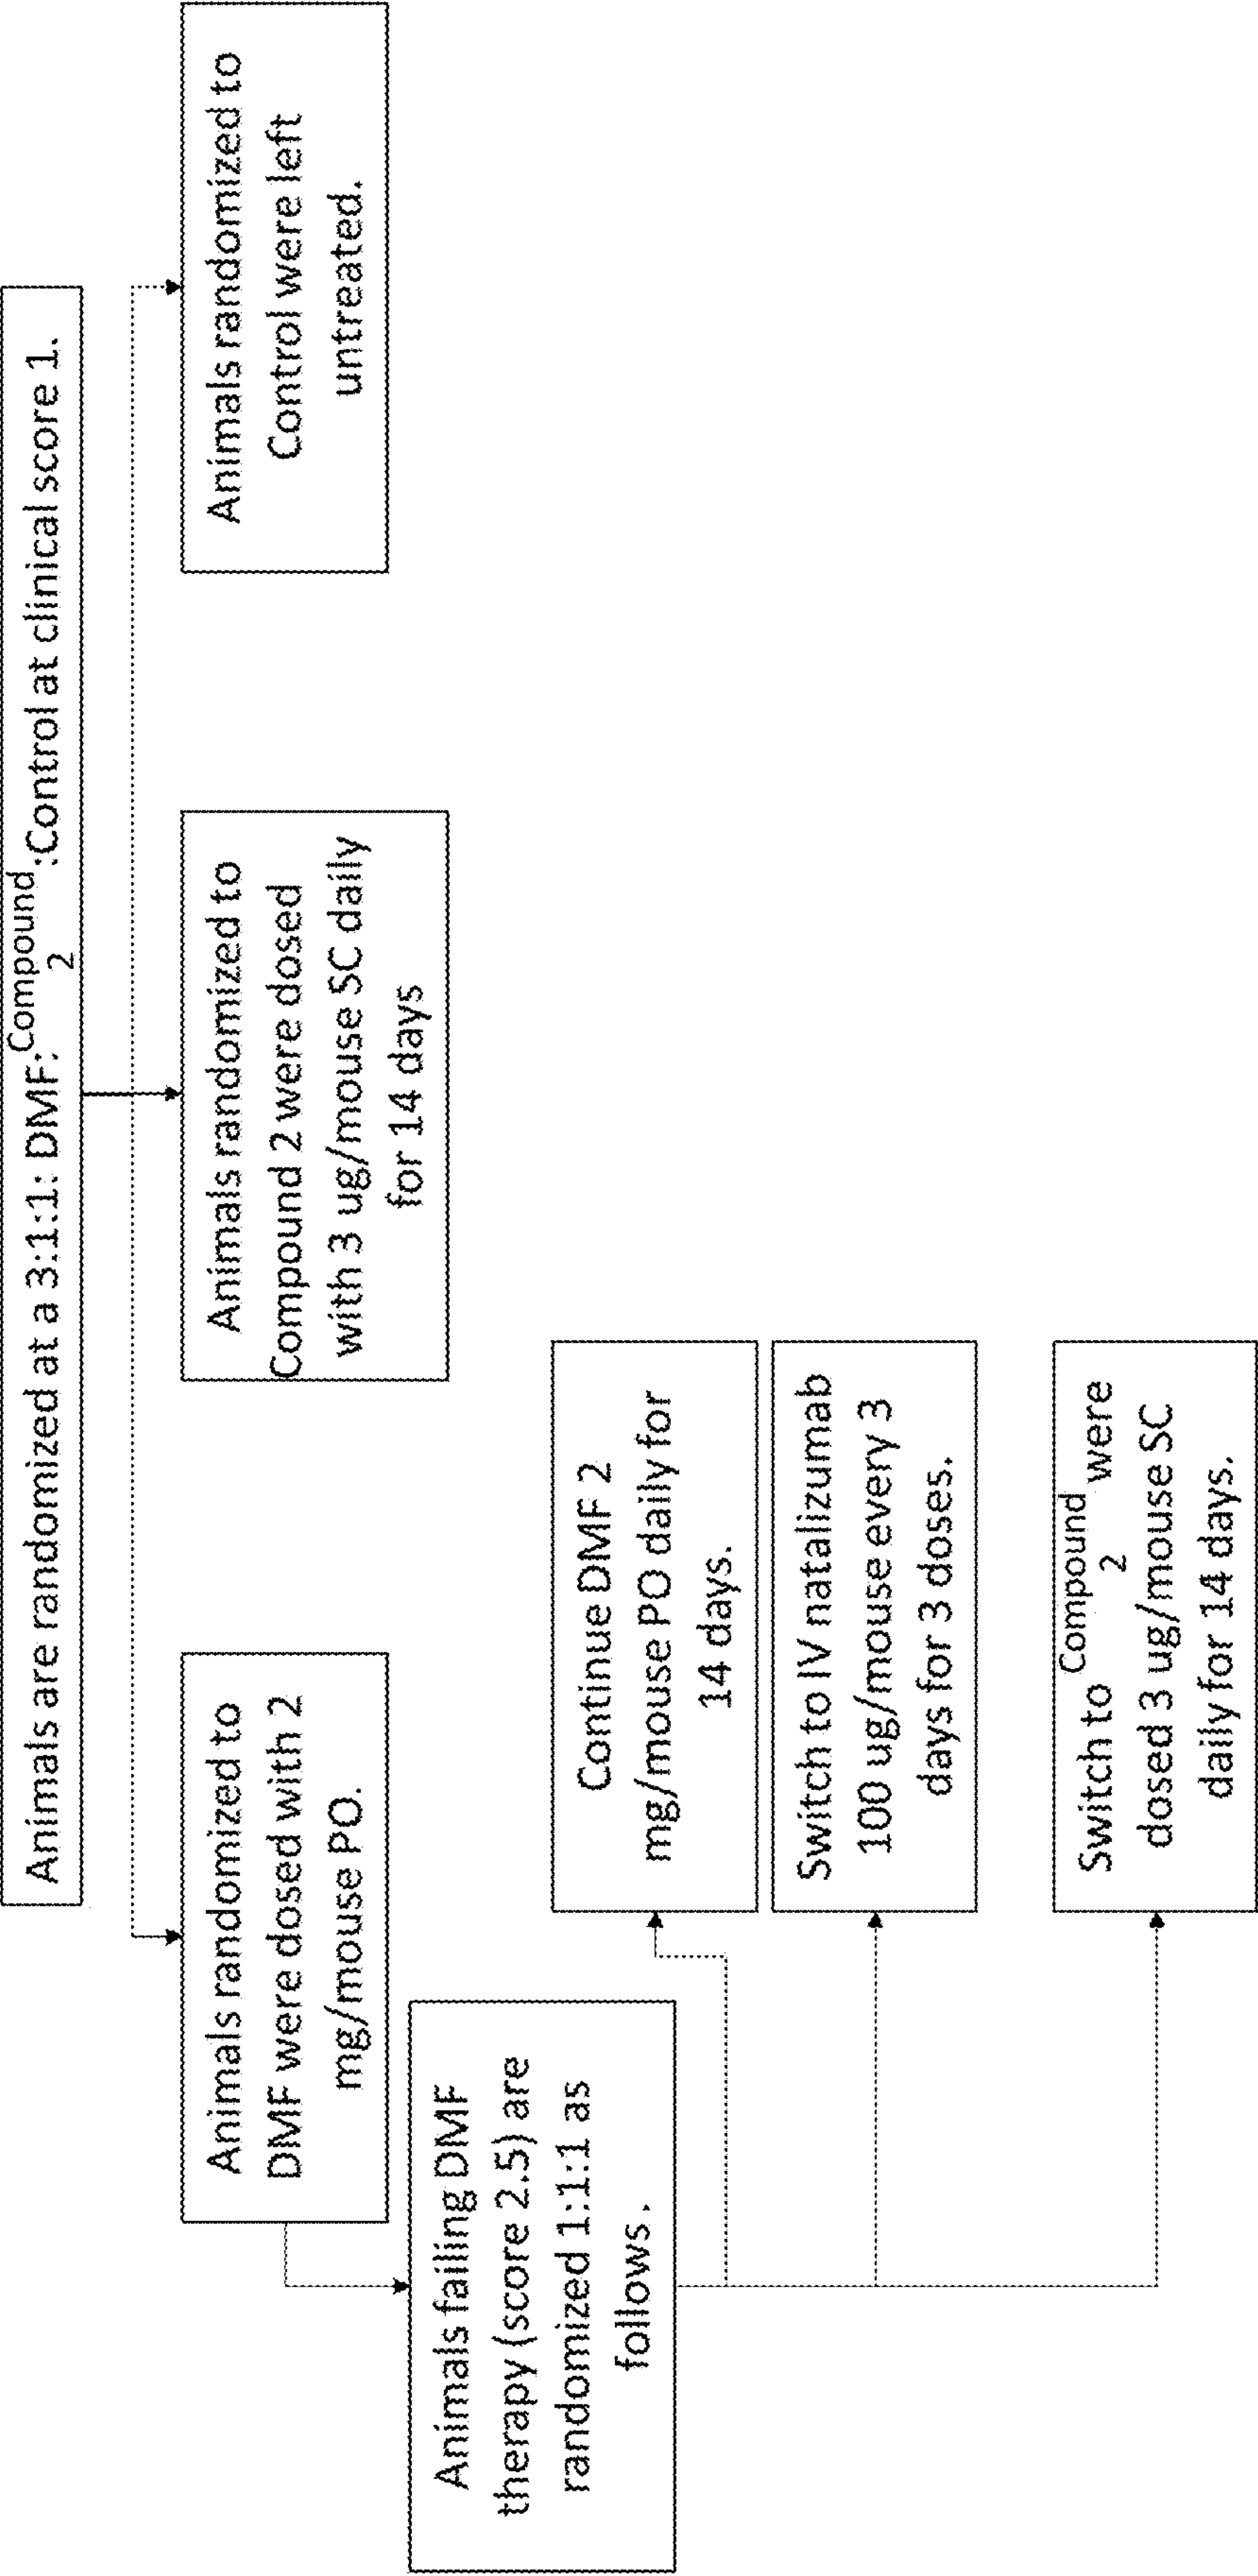 Animals are randomized at a 3:1:1: DMF: Compound 2 :Control at clinical score 1.
Animals randomized to
DMF were dosed with 2
mg/mouse PO.
Animals randomized to
Compound 2 were dosed
with 3 ug/mouse SC daily
for 14 days
Animals randomized to
Control were left
untreated.
Animals failing DMF
therapy (score 2.5) are
randomized 1:1:1 as
follows.
Continue DMF 2
mg/mouse PO daily for
14 days.
Switch to IV natalizumab
100 ug/mouse every 3
days for 3 doses.
Switch to Compound 2 were
dosed 3 ug/mouse SC
daily for 14 days.